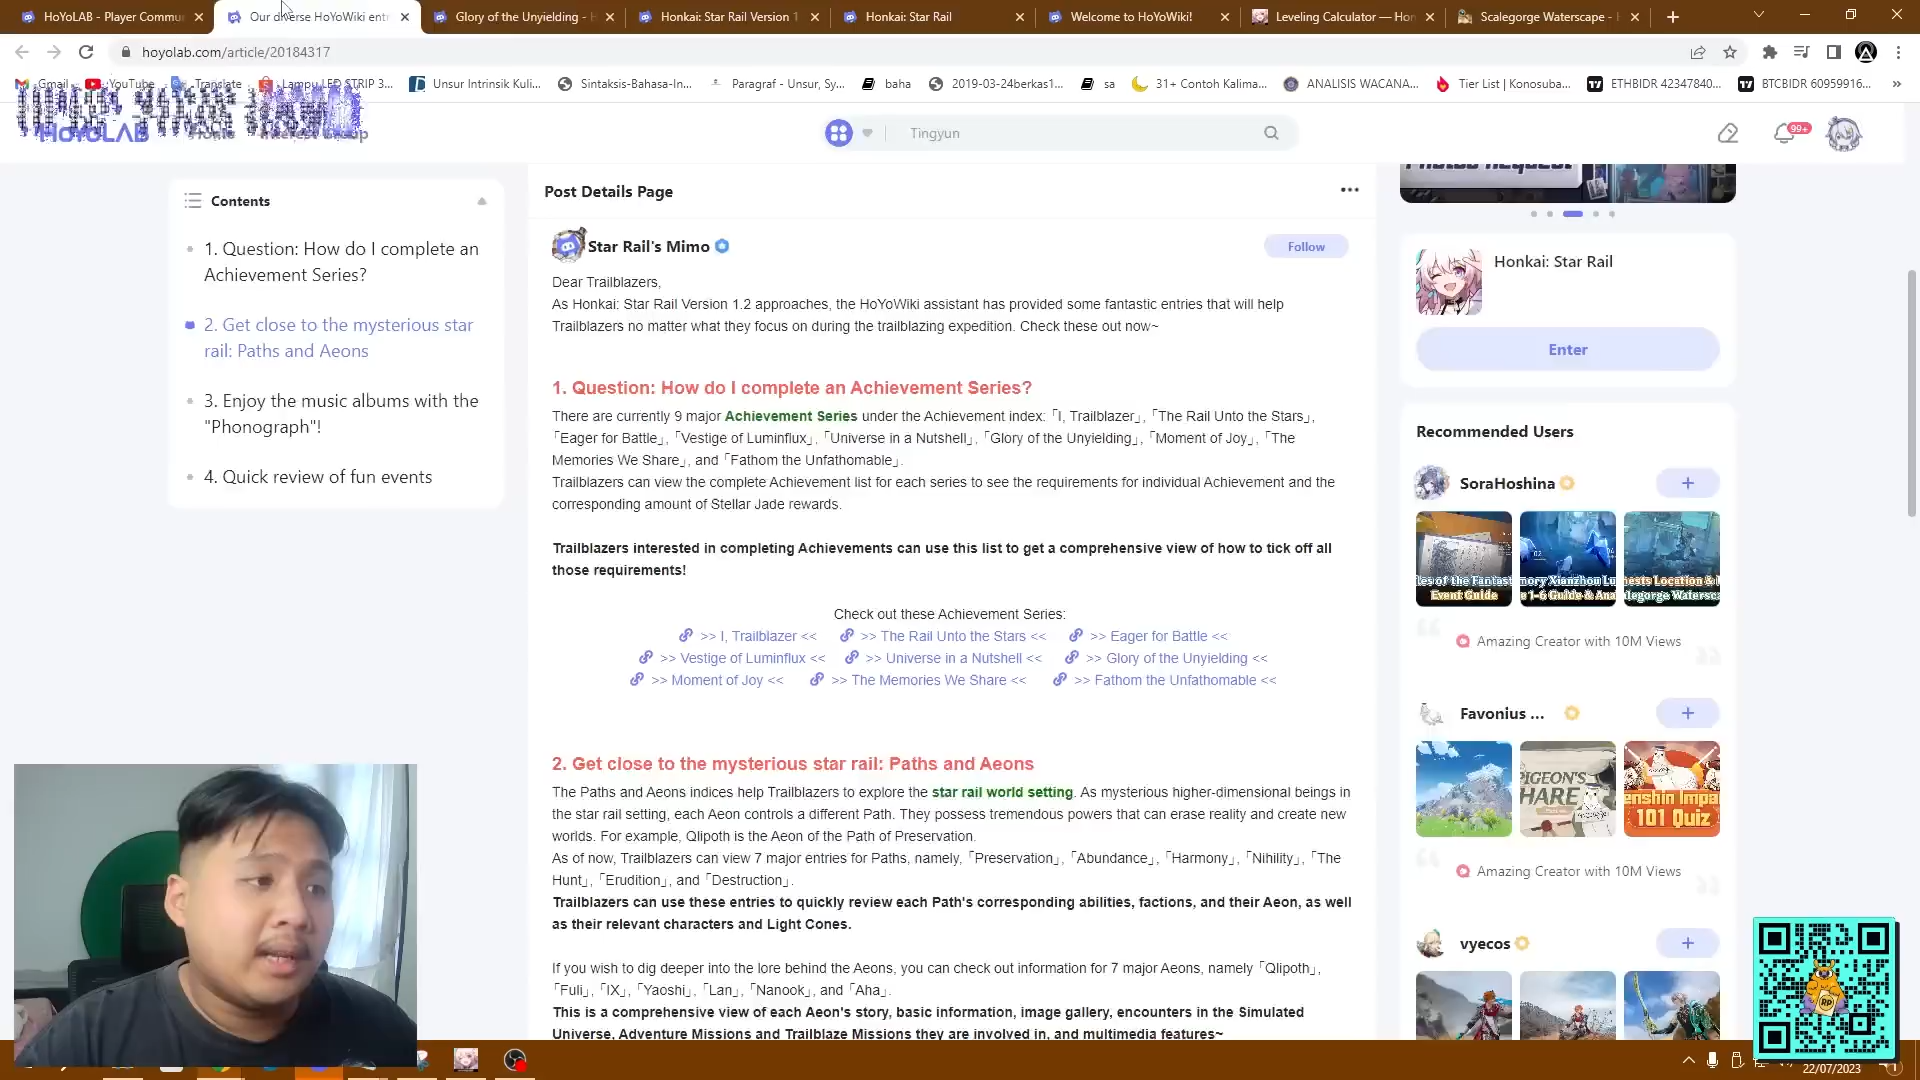 HoYoLAB - Player Commu
Our diverse HoYoWiki ent
Glory of the Unyielding - H
Honkai: Star Rail Version 1
Honkai: Star Rail
Welcome to HoYoWiki!
Leveling Calculator — Hon
Scalegorge Waterscape -
hoyolab.com/article/20184317
Gmail
YouTube
Translate
Lampu LED STRIP 3...
Unsur Intrinsik Kuli...
Sintaksis-Bahasa-In...
Paragraf - Unsur, Sy...
baha
2019-03-24berkas1...
sa
31+ Contoh Kalima...
ANALISIS WACANA...
Tier List | Konosuba...
ETHBIDR 42347840...
BTCBIDR 60959916...
»
HoYoLAB
Home
Interest Group
Tingyun
99+
Contents
1. Question: How do I complete an
Achievement Series?
2. Get close to the mysterious star
rail: Paths and Aeons
3. Enjoy the music albums with the
"Phonograph"!
4. Quick review of fun events
Post Details Page
Star Rail's Mimo
Follow
Dear Trailblazers,
As Honkai: Star Rail Version 1.2 approaches, the HoYoWiki assistant has provided some fantastic entries that will help
Trailblazers no matter what they focus on during the trailblazing expedition. Check these out now~
1. Question: How do I complete an Achievement Series?
There are currently 9 major Achievement Series under the Achievement index:「I, Trailblazer」,「The Rail Unto the Stars」,
「Eager for Battle」,「Vestige of Luminflux」,「Universe in a Nutshell」,「Glory of the Unyielding」,「Moment of Joy」,「The
Memories We Share」, and「Fathom the Unfathomable」.
Trailblazers can view the complete Achievement list for each series to see the requirements for individual Achievement and the
corresponding amount of Stellar Jade rewards.
Trailblazers interested in completing Achievements can use this list to get a comprehensive view of how to tick off all
those requirements!
Check out these Achievement Series:
>> I, Trailblazer << >> The Rail Unto the Stars << >> Eager for Battle <<
>> Vestige of Luminflux << >> Universe in a Nutshell << >> Glory of the Unyielding <<
>> Moment of Joy << >> The Memories We Share << >> Fathom the Unfathomable <<
2. Get close to the mysterious star rail: Paths and Aeons
The Paths and Aeons indices help Trailblazers to explore the star rail world setting. As mysterious higher-dimensional beings in
the star rail setting, each Aeon controls a different Path. They possess tremendous powers that can erase reality and create new
worlds. For example, Qlipoth is the Aeon of the Path of Preservation.
As of now, Trailblazers can view 7 major entries for Paths, namely,「Preservation」,「Abundance」,「Harmony」,「Nihility」,「The
Hunt」,「Erudition」, and「Destruction」.
Trailblazers can use these entries to quickly review each Path's corresponding abilities, factions, and their Aeon, as well
as their relevant characters and Light Cones.
If you wish to dig deeper into the lore behind the Aeons, you can check out information for 7 major Aeons, namely「Qlipoth」,
「Fuli」,「IX」,「Yaoshi」,「Lan」,「Nanook」, and「Aha」.
This is a comprehensive view of each Aeon's story, basic information, image gallery, encounters in the Simulated
Universe, Adventure Missions and Trailblaze Missions they are involved in, and multimedia features~
Honkai: Star Rail
Enter
Recommended Users
SoraHoshina
Event Guide
Amazing Creator with 10M Views
Favonius ...
PIGEON'S
SHARE
Genshin Impact
101 Quiz
Amazing Creator with 10M Views
vyecos
RP
22/07/2023
1